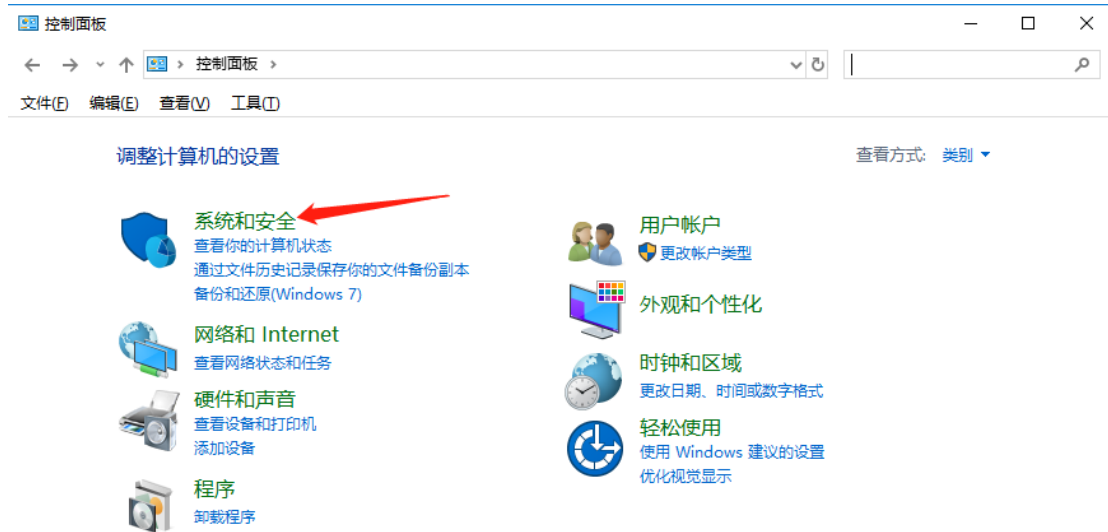 控制面板
控制面板
文件(F) 编辑(E) 查看(V) 工具(T)
调整计算机的设置
查看方式: 类别
系统和安全
查看你的计算机状态
通过文件历史记录保存你的文件备份副本
备份和还原(Windows 7)
网络和 Internet
查看网络状态和任务
硬件和声音
查看设备和打印机
添加设备
程序
卸载程序
用户帐户
更改帐户类型
外观和个性化
时钟和区域
更改日期、时间或数字格式
轻松使用
使用 Windows 建议的设置
优化视觉显示